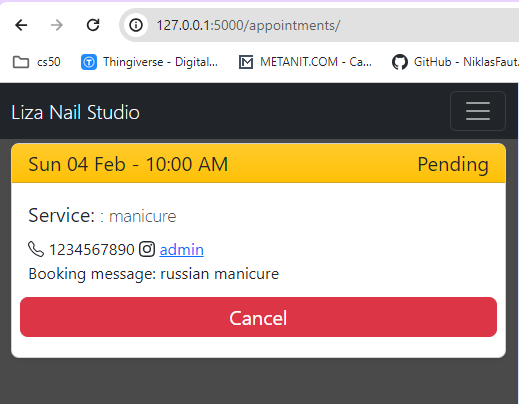 127.0.0.1:5000/appointments/
cs50 Thingiverse - Digital... METANIT.COM - Ca... GitHub - NiklasFaut.
Liza Nail Studio
Sun 04 Feb - 10:00 AM Pending
Service: : manicure
1234567890 admin
Booking message: russian manicure
Cancel